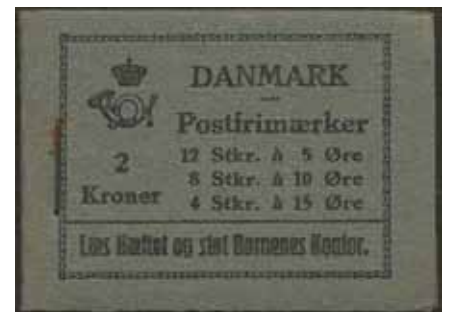 DANMARK
Postfrimærker
2
Kroner
12 Stkr. à 5 Øre
8 Stkr. à 10 Øre
4 Stkr. à 15 Øre
Læs Hæftet og støt Børnenes Kontor.